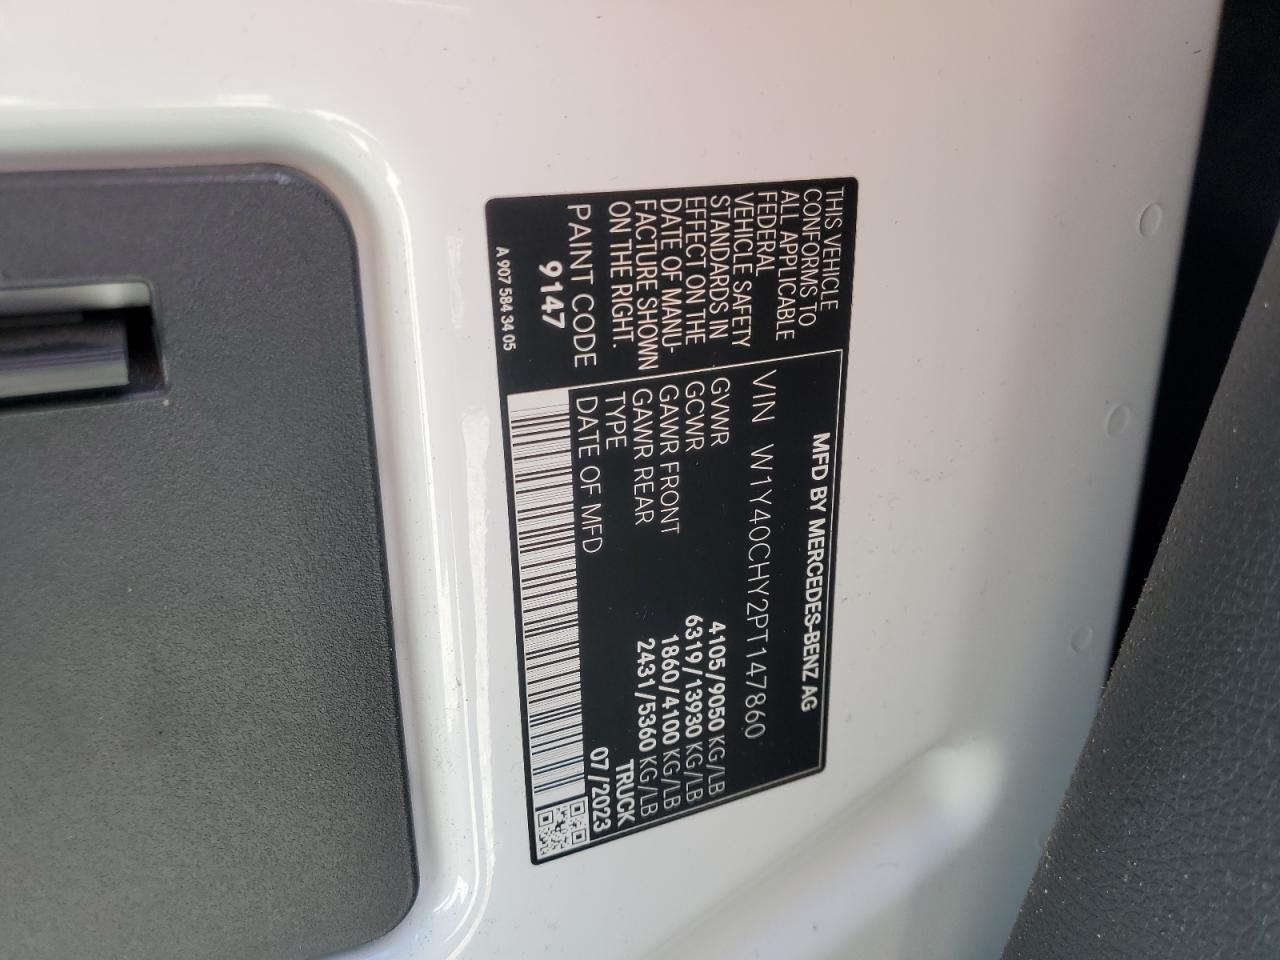 THIS VEHICLE
CONFORMS TO
ALL APPLICABLE
FEDERAL
VEHICLE SAFETY
STANDARDS IN
EFFECT ON THE
DATE OF MANU-
FACTURE SHOWN
ON THE RIGHT.
PAINT CODE
9147
A 907 584 34 05
MFD BY MERCEDES-BENZ AG
VIN W1Y40CHY2PT147860
GVWR 4105/9050 KG/LB
GCWR 6319/13930 KG/LB
GAWR FRONT 1860/4100 KG/LB
GAWR REAR 2431/5360 KG/LB
TYPE TRUCK
DATE OF MFD 07/2023